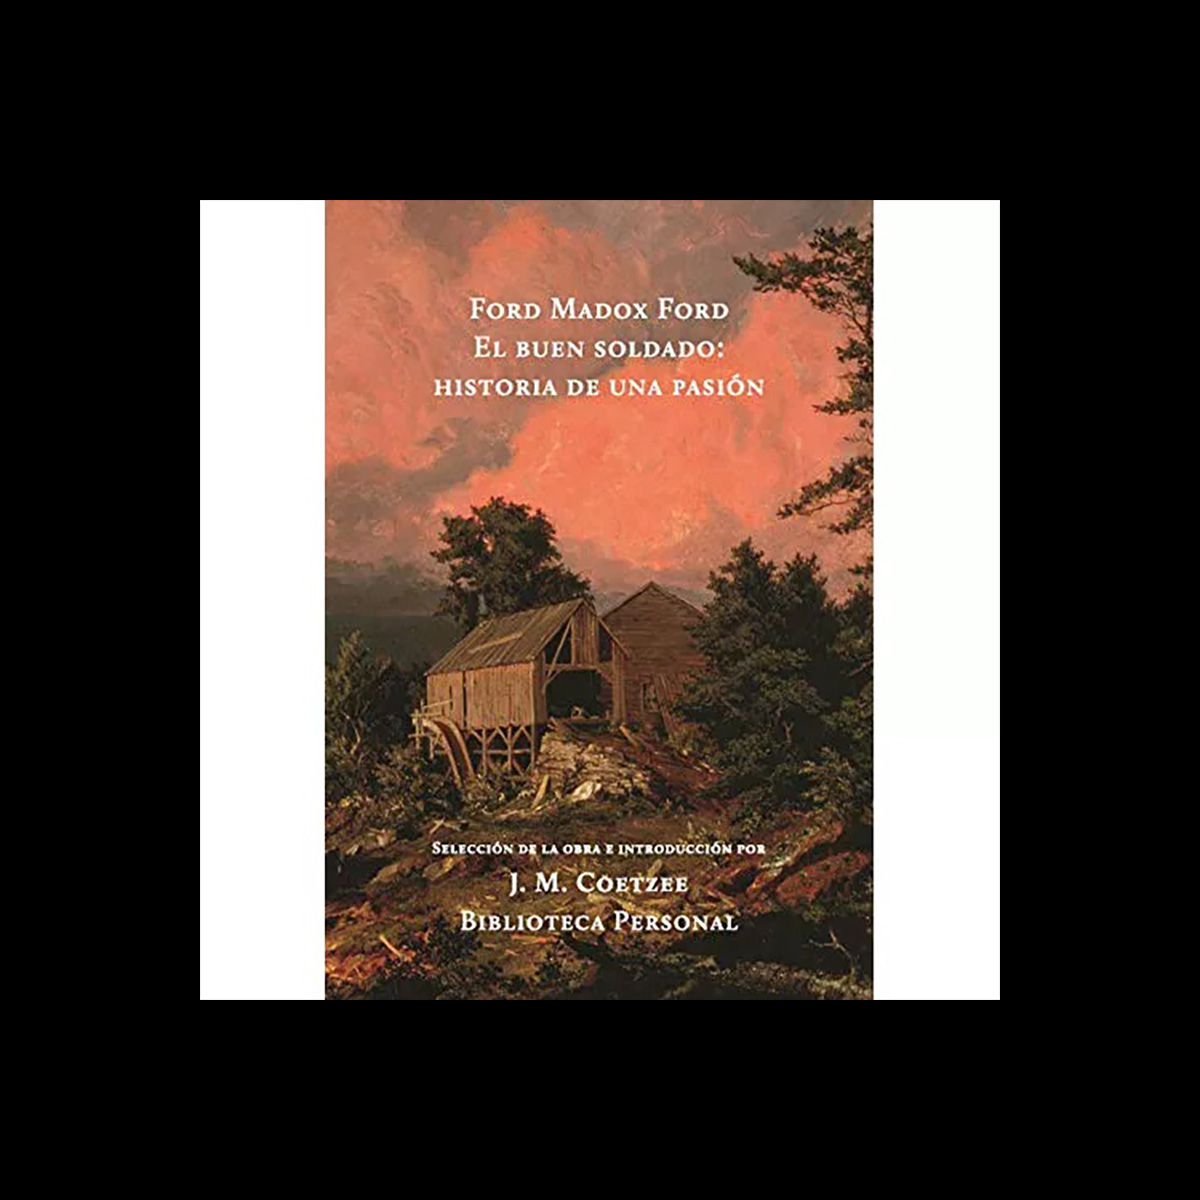 Ford Madox Ford
El buen soldado:
historia de una pasión
Selección de la obra e introducción por
J. M. Coetzee
Biblioteca Personal